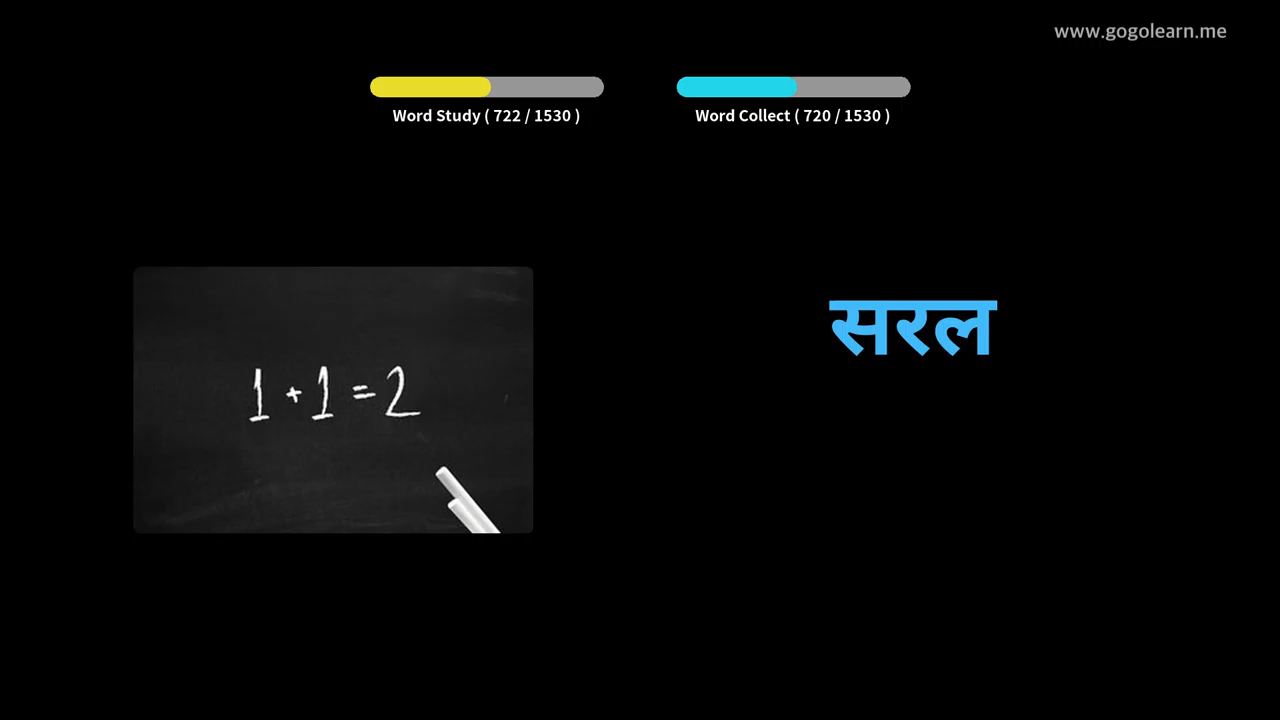 www.gogolearn.me
Word Study ( 722 / 1530 )
Word Collect ( 720 / 1530 )
1 + 1 = 2
सरल